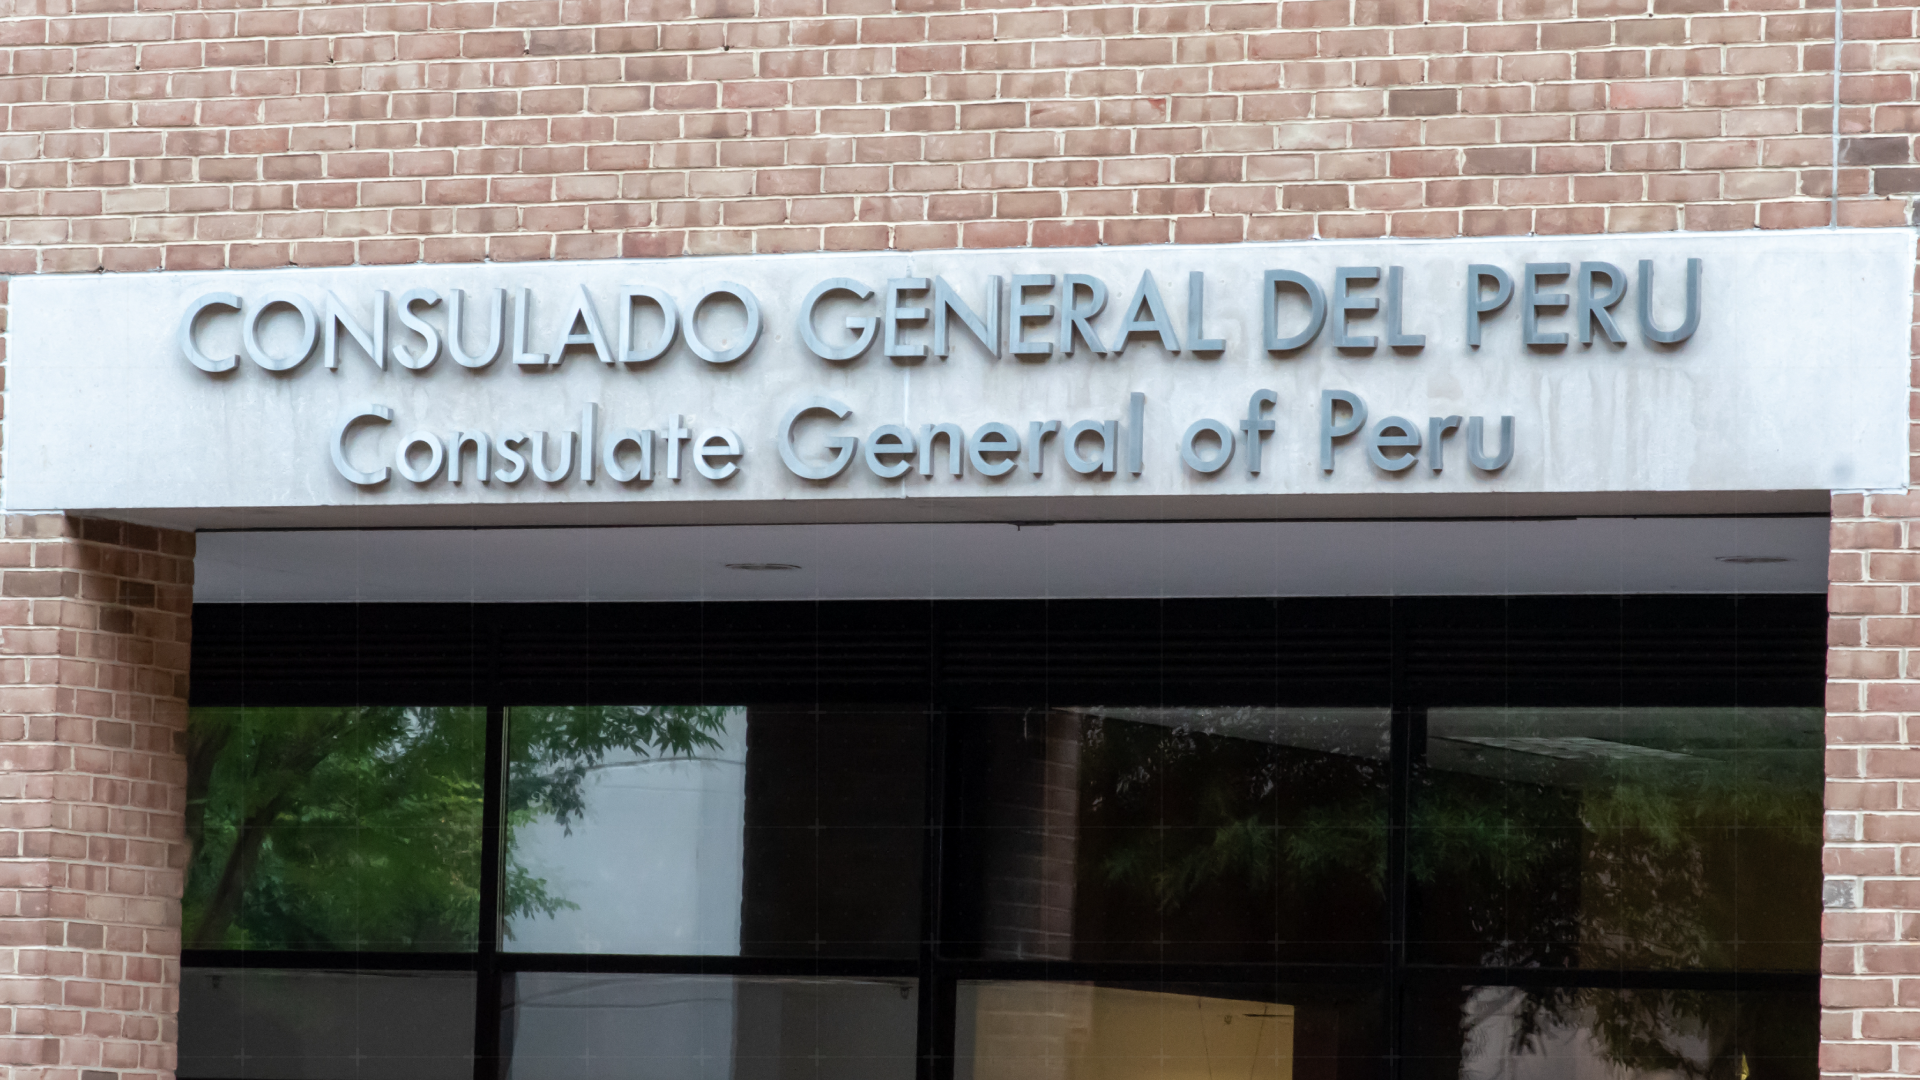 CONSULADO GENERAL DEL PERU
Consulate General of Peru